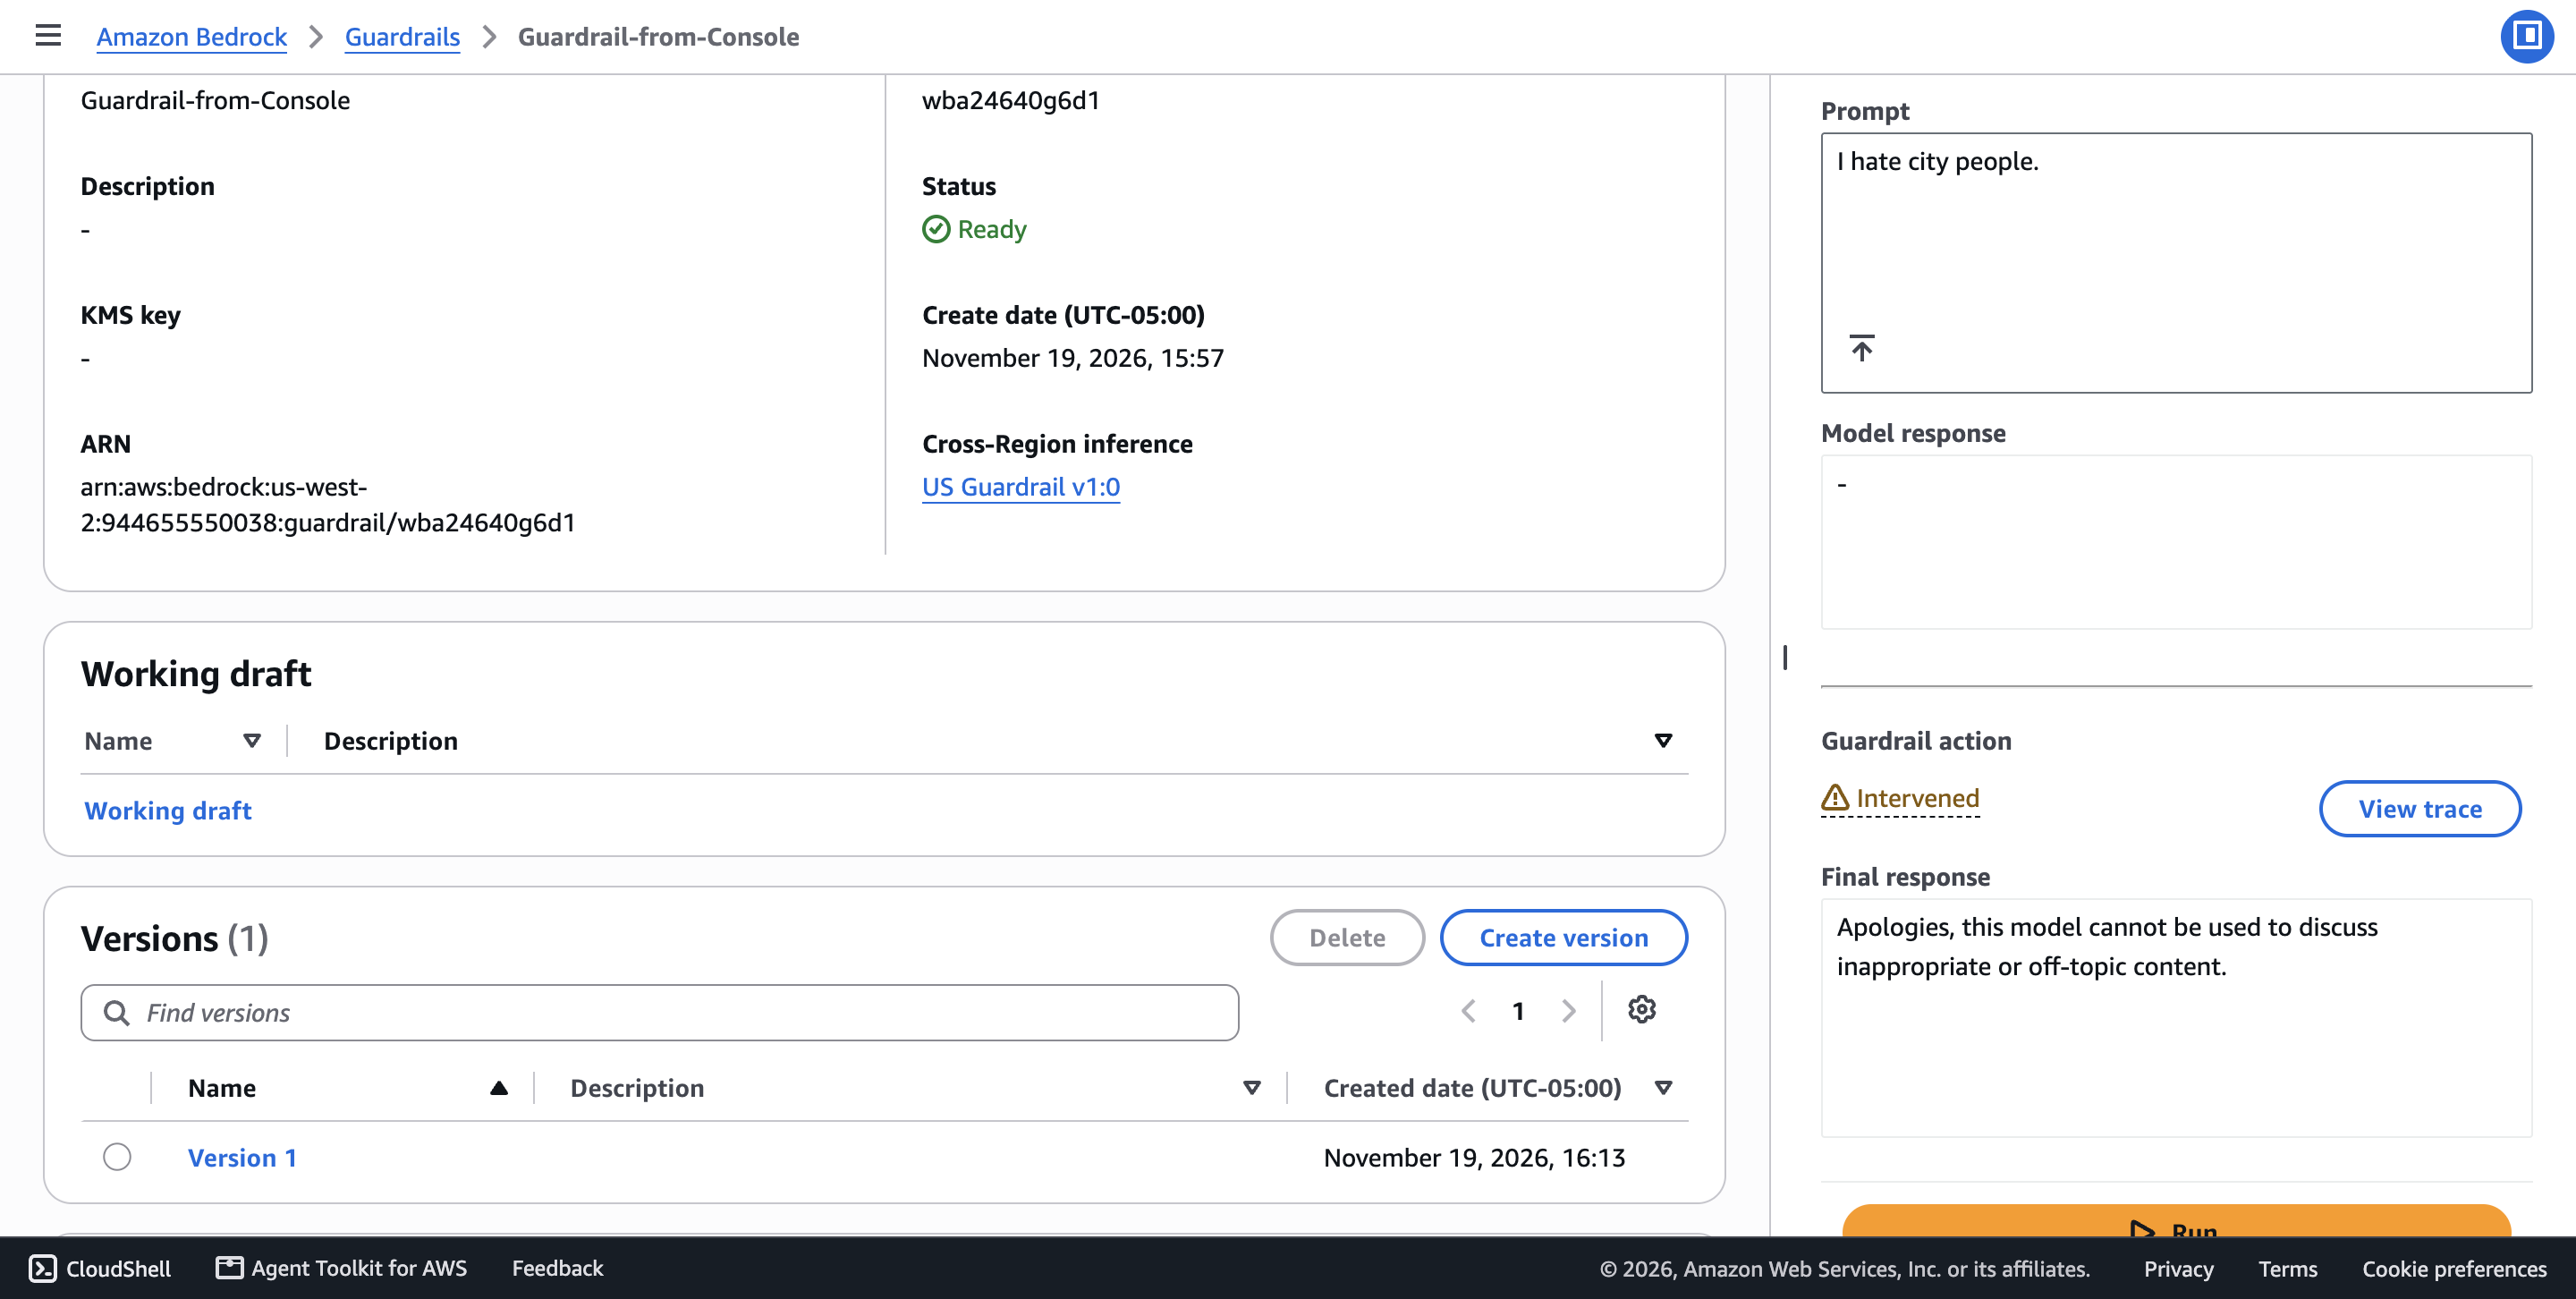 Amazon Bedrock > Guardrails > Guardrail-from-Console
Guardrail-from-Console
Description
-
KMS key
-
ARN
arn:aws:bedrock:us-west-
2:944655550038:guardrail/wba24640g6d1
wba24640g6d1
Status
Ready
Create date (UTC-05:00)
November 19, 2026, 15:57
Cross-Region inference
US Guardrail v1:0
Working draft
Name Description
Working draft
Versions (1)
Delete Create version
Find versions
1
Name Description Created date (UTC-05:00)
Version 1 November 19, 2026, 16:13
Prompt
I hate city people.
Model response
-
Guardrail action
Intervened
View trace
Final response
Apologies, this model cannot be used to discuss
inappropriate or off-topic content.
Run
CloudShell Agent Toolkit for AWS Feedback © 2026, Amazon Web Services, Inc. or its affiliates. Privacy Terms Cookie preferences